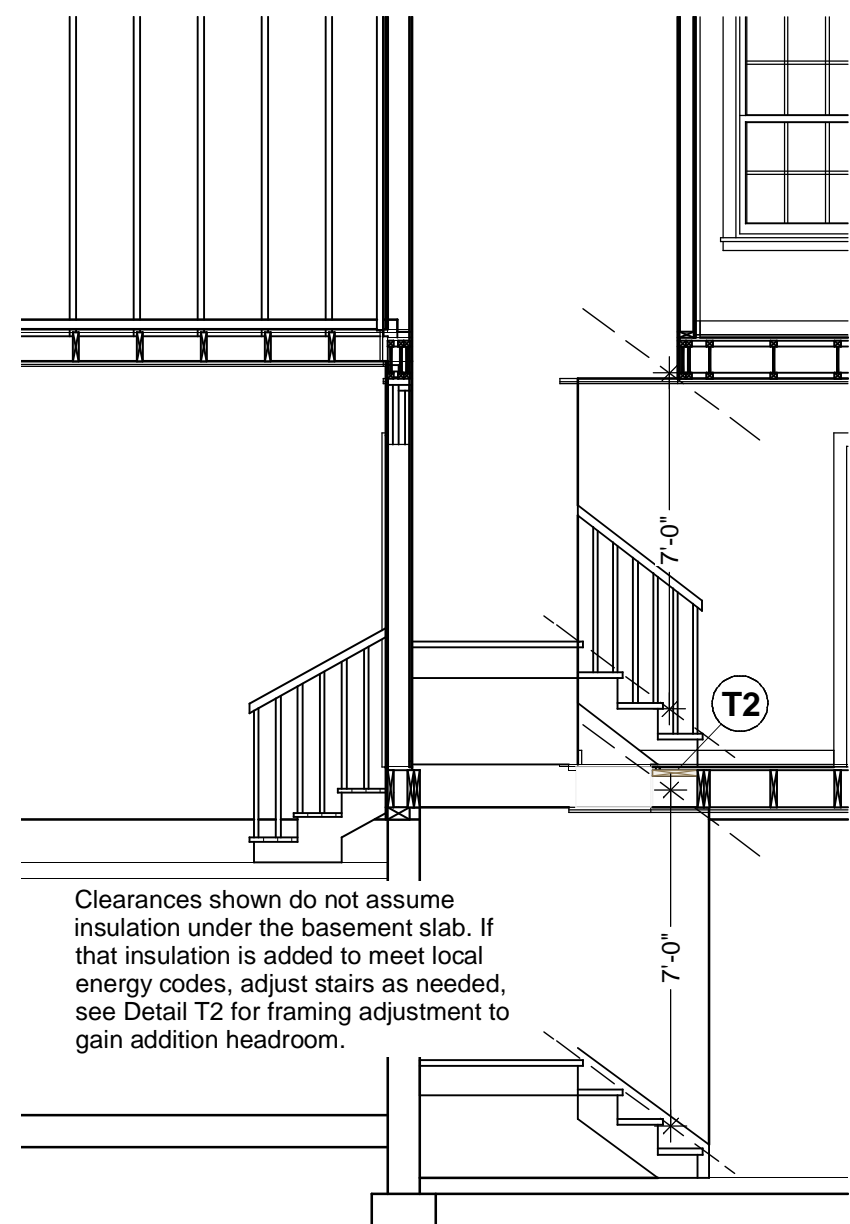 7'-0"
T2
Clearances shown do not assume
insulation under the basement slab. If
that insulation is added to meet local
energy codes, adjust stairs as needed,
see Detail T2 for framing adjustment to
gain addition headroom.
7'-0"